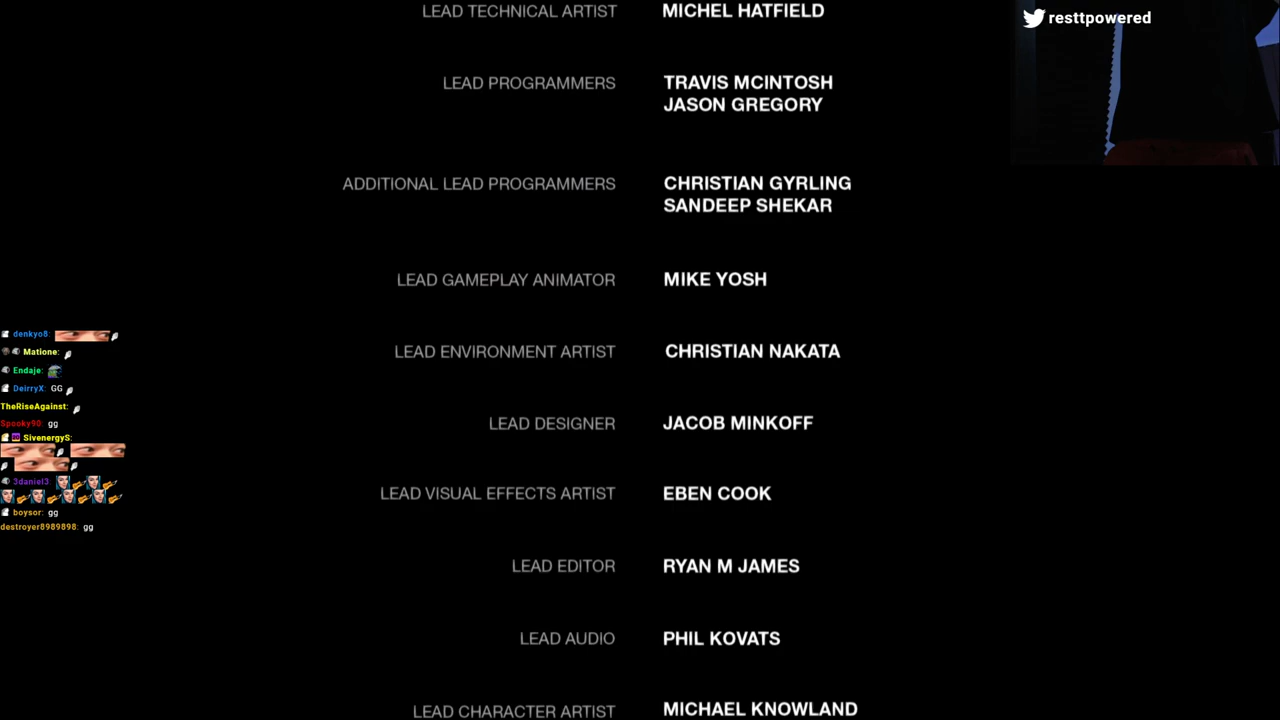 LEAD TECHNICAL ARTIST MICHEL HATFIELD
resttpowered
LEAD PROGRAMMERS TRAVIS MCINTOSH
JASON GREGORY
ADDITIONAL LEAD PROGRAMMERS CHRISTIAN GYRLING
SANDEEP SHEKAR
LEAD GAMEPLAY ANIMATOR MIKE YOSH
LEAD ENVIRONMENT ARTIST CHRISTIAN NAKATA
LEAD DESIGNER JACOB MINKOFF
LEAD VISUAL EFFECTS ARTIST EBEN COOK
LEAD EDITOR RYAN M JAMES
LEAD AUDIO PHIL KOVATS
LEAD CHARACTER ARTIST MICHAEL KNOWLAND
denkyo8:
Matione:
Endaje:
DeirryX: GG
TheRiseAgainst:
Spooky90: gg
SivenergyS:
3daniel3:
boysor: gg
destroyer8989898: gg